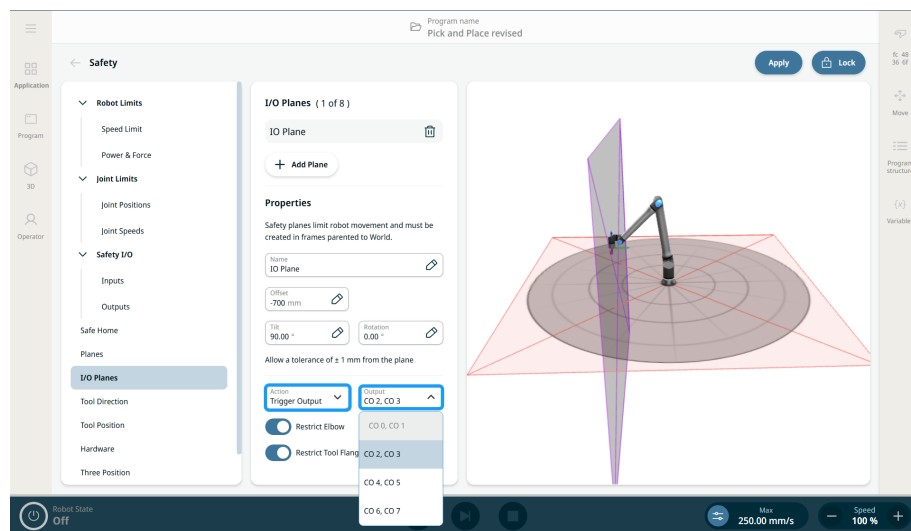 Program name
Pick and Place revised
Application
Program
3D
Operator
Safety
Apply
Lock
Robot Limits
Speed Limit
Power & Force
Joint Limits
Joint Positions
Joint Speeds
Safety I/O
Inputs
Outputs
Safe Home
Planes
I/O Planes
Tool Direction
Tool Position
Hardware
Three Position
I/O Planes ( 1 of 8 )
IO Plane
Add Plane
Properties
Safety planes limit robot movement and must be
created in frames parented to World.
Name
IO Plane
Offset
-700 mm
Tilt
90.00 °
Rotation
0.00 °
Allow a tolerance of ± 1 mm from the plane
Action
Trigger Output
Output
CO 2, CO 3
Restrict Elbow
Restrict Tool Flang
CO 0, CO 1
CO 2, CO 3
CO 4, CO 5
CO 6, CO 7
fc 48
36 6f
Move
Program
structur
(x)
Variable
Robot State
Off
Max
250.00 mm/s
Speed
100 %